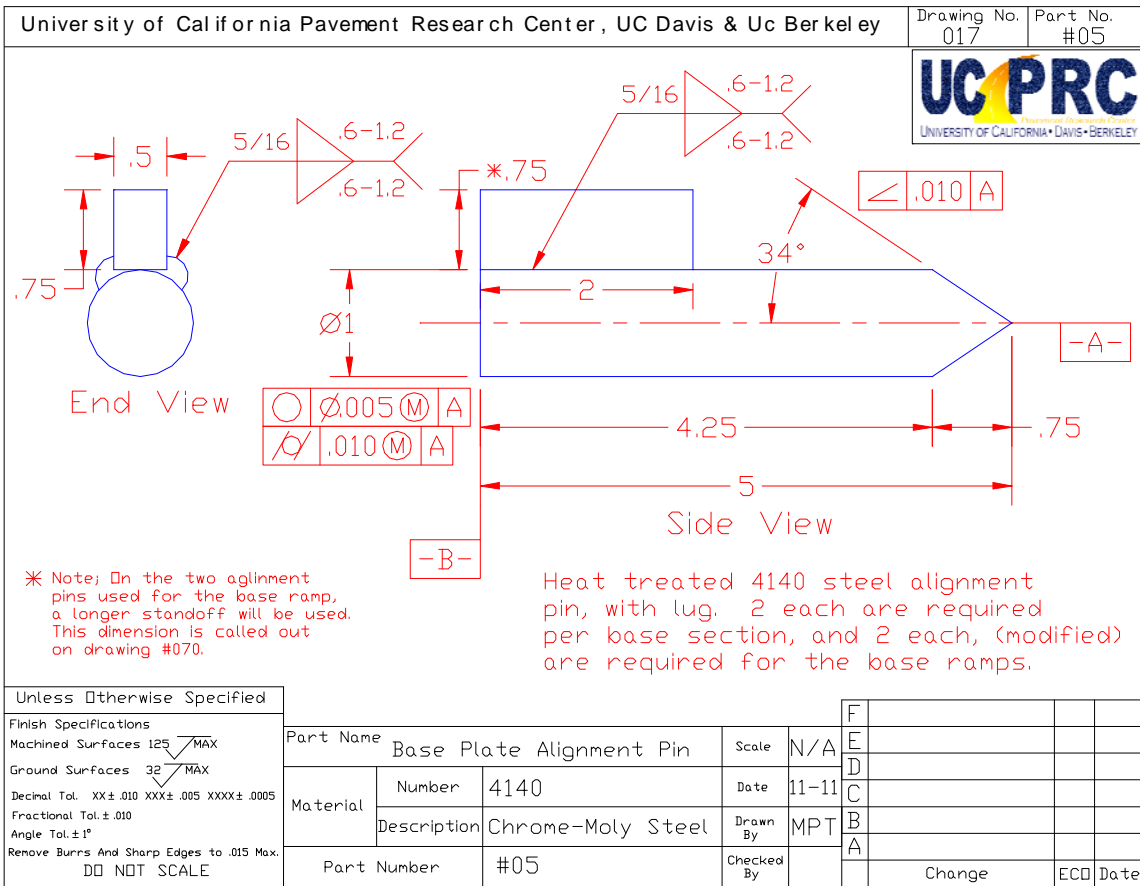 University of California Pavement Research Center, UC Davis & Uc Berkeley
Drawing No.
017
Part No.
#05
UC PRC
Pavement Research Center
UNIVERSITY OF CALIFORNIA • DAVIS • BERKELEY
.5
5/16
.6-1.2
.6-1.2
.75
End View
5/16
.6-1.2
.6-1.2
*.75
∠ .010 A
34°
2
Ø1
-A-
○ Ø.005 Ⓜ A
⌭ .010 Ⓜ A
4.25
.75
5
Side View
-B-
* Note; On the two aglinment
pins used for the base ramp,
a longer standoff will be used.
This dimension is called out
on drawing #070.
Heat treated 4140 steel alignment
pin, with lug. 2 each are required
per base section, and 2 each, (modified)
are required for the base ramps.
Unless Otherwise Specified
Finish Specifications
Machined Surfaces 125 MAX
Ground Surfaces 32 MAX
Decimal Tol. XX± .010 XXX± .005 XXXX± .0005
Fractional Tol. ± .010
Angle Tol. ± 1°
Remove Burrs And Sharp Edges to .015 Max.
DO NOT SCALE
Part Name Base Plate Alignment Pin
Scale N/A
Material
Number 4140
Date 11-11
Description Chrome-Moly Steel
Drawn By MPT
Part Number #05
Checked By
F
E
D
C
B
A
Change ECO Date